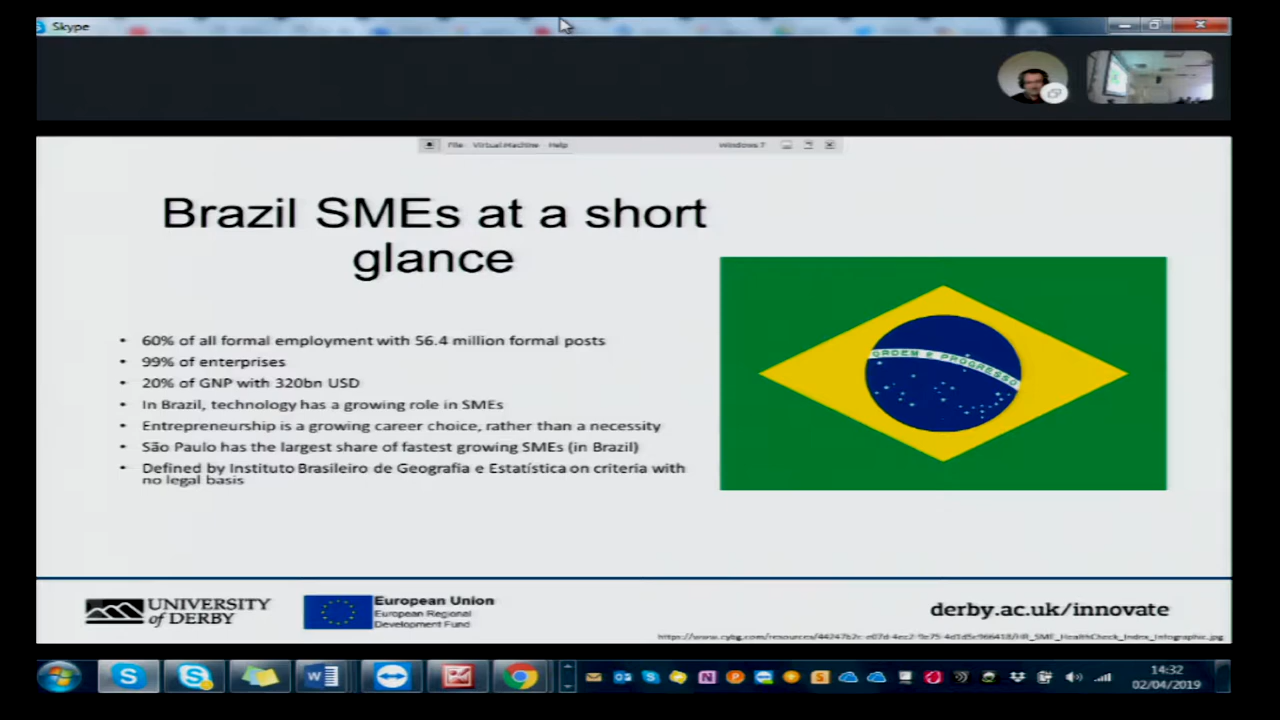 Skype
File Virtual Machine Help
Windows 7
Brazil SMEs at a short
glance
• 60% of all formal employment with 56.4 million formal posts
• 99% of enterprises
• 20% of GNP with 320bn USD
• In Brazil, technology has a growing role in SMEs
• Entrepreneurship is a growing career choice, rather than a necessity
• São Paulo has the largest share of fastest growing SMEs (in Brazil)
• Defined by Instituto Brasileiro de Geografia e Estatística on criteria with
no legal basis
ORDEM E PROGRESSO
UNIVERSITY
of DERBY
European Union
European Regional
Development Fund
derby.ac.uk/innovate
14:32
02/04/2019